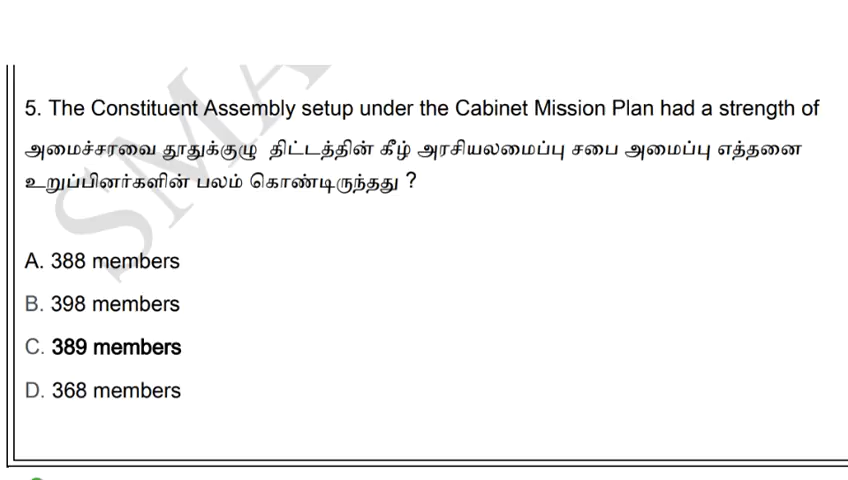 5. The Constituent Assembly setup under the Cabinet Mission Plan had a strength of
அமைச்சரவை தூதுக்குழு திட்டத்தின் கீழ் அரசியலமைப்பு சபை அமைப்பு எத்தனை
உறுப்பினர்களின் பலம் கொண்டிருந்தது ?
A. 388 members
B. 398 members
C. 389 members
D. 368 members